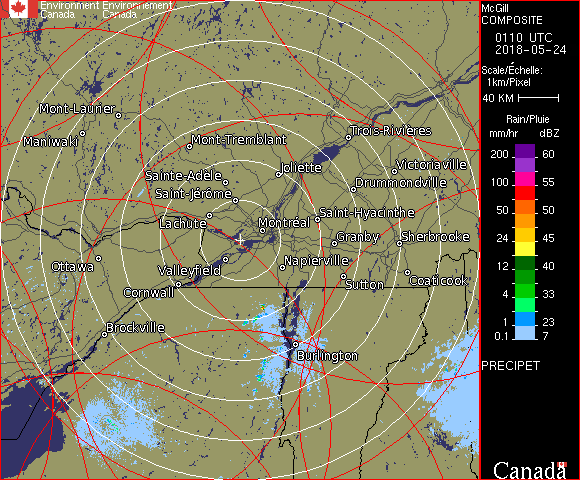 Environment Environnement
Canada Canada
Mont-Laurier
Maniwaki
Mont-Tremblant
Trois-Rivières
Joliette
Victoriaville
Sainte-Adèle
Drummondville
Saint-Jérôme
Saint-Hyacinthe
Lachute
Montréal
Granby
Sherbrooke
Ottawa
Valleyfield
Napierville
Cornwall
Sutton
Coaticook
Brockville
Burlington
McGill
COMPOSITE
0110 UTC
2018-05-24
Scale/Échelle:
1km/Pixel
40 KM
Rain/Pluie
mm/hr dBZ
200 60
100 55
50 50
24 45
12 40
4 33
1 23
0.1 7
PRECIPET
Canada